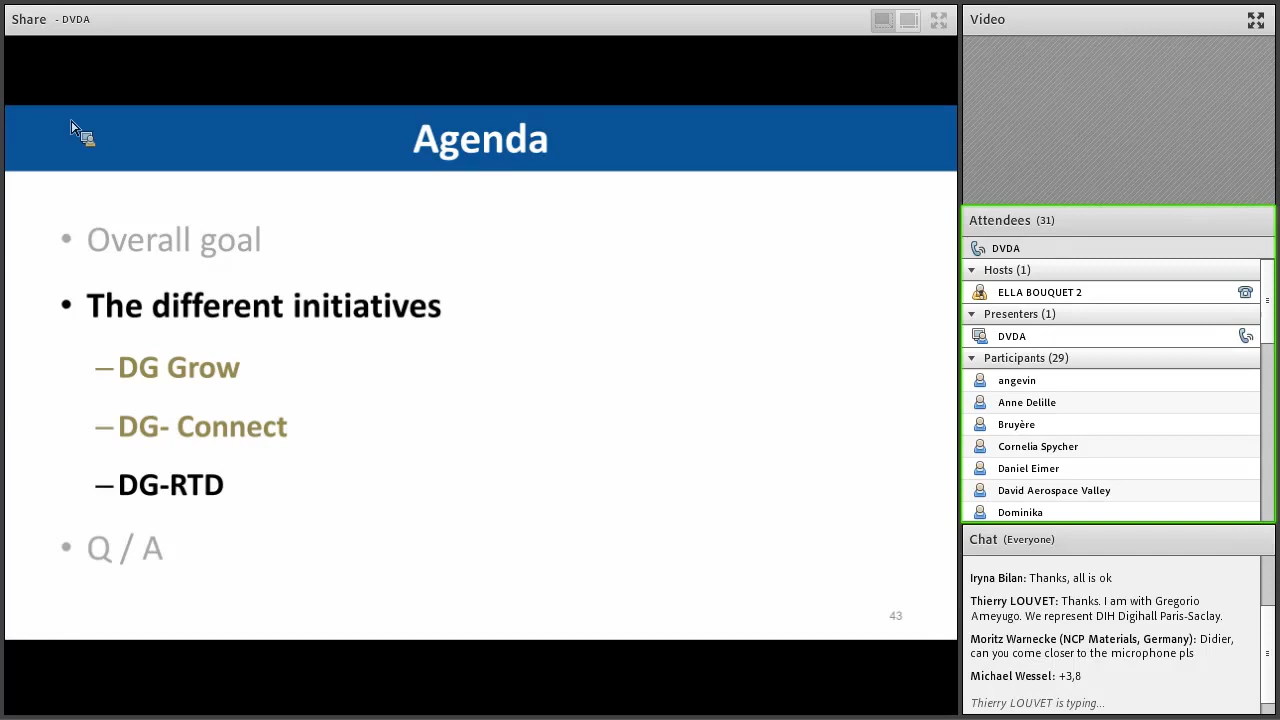 Share - DVDA
Agenda
• Overall goal
• The different initiatives
–DG Grow
–DG- Connect
–DG-RTD
• Q / A
43
Video
Attendees (31)
DVDA
Hosts (1)
ELLA BOUQUET 2
Presenters (1)
DVDA
Participants (29)
angevin
Anne Delille
Bruyère
Cornelia Spycher
Daniel Eimer
David Aerospace Valley
Dominika
Chat (Everyone)
Iryna Bilan: Thanks, all is ok
Thierry LOUVET: Thanks. I am with Gregorio
Ameyugo. We represent DIH Digihall Paris-Saclay.
Moritz Warnecke (NCP Materials, Germany): Didier,
can you come closer to the microphone pls
Michael Wessel: +3,8
Thierry LOUVET is typing...